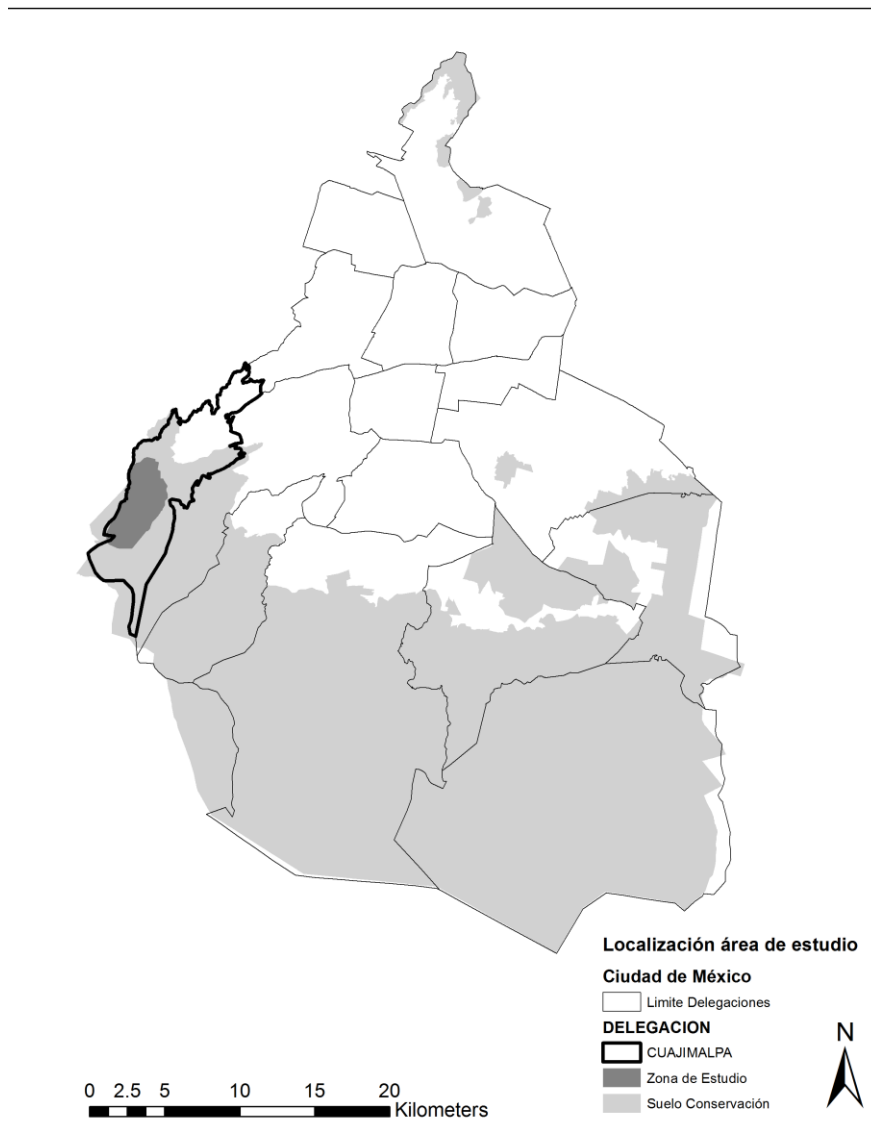 Localización área de estudio
Ciudad de México
Limite Delegaciones
DELEGACION
CUAJIMALPA
Zona de Estudio
Suelo Conservación
N
0 2.5 5 10 15 20
Kilometers